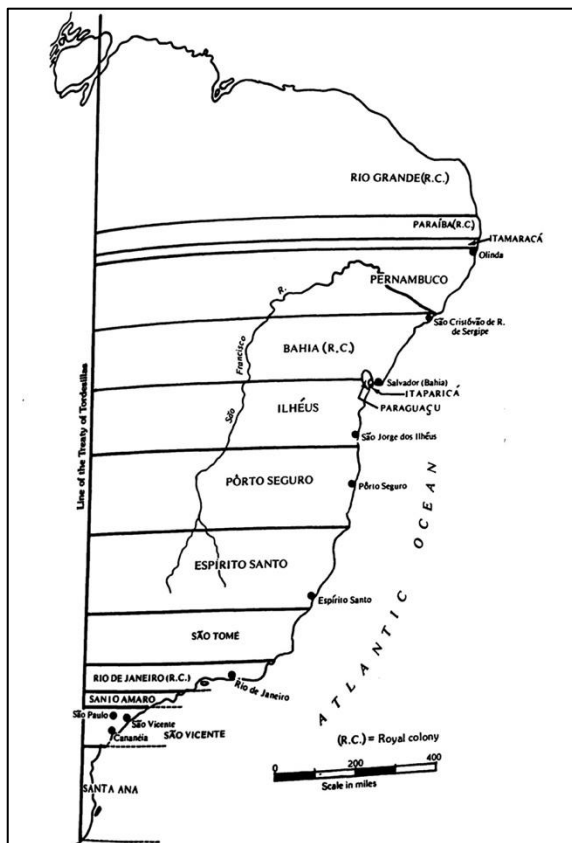 RIO GRANDE (R.C.)
PARAÍBA (R.C.)
ITAMARACÁ
Olinda
PERNAMBUCO
São Cristóvão de R.
de Sergipe
São Francisco R.
BAHIA (R.C.)
Salvador (Bahia)
ITAPARICÁ
PARAGUAÇU
ILHÉUS
São Jorge dos Ilhéus
Line of the Treaty of Tordesillas
PÔRTO SEGURO
Pôrto Seguro
ESPÍRITO SANTO
Espírito Santo
SÃO TOMÉ
RIO DE JANEIRO (R.C.)
Rio de Janeiro
SANTO AMARO
São Paulo
São Vicente
Cananéia
SÃO VICENTE
SANTA ANA
ATLANTIC OCEAN
(R.C.) = Royal colony
0 200 400
Scale in miles